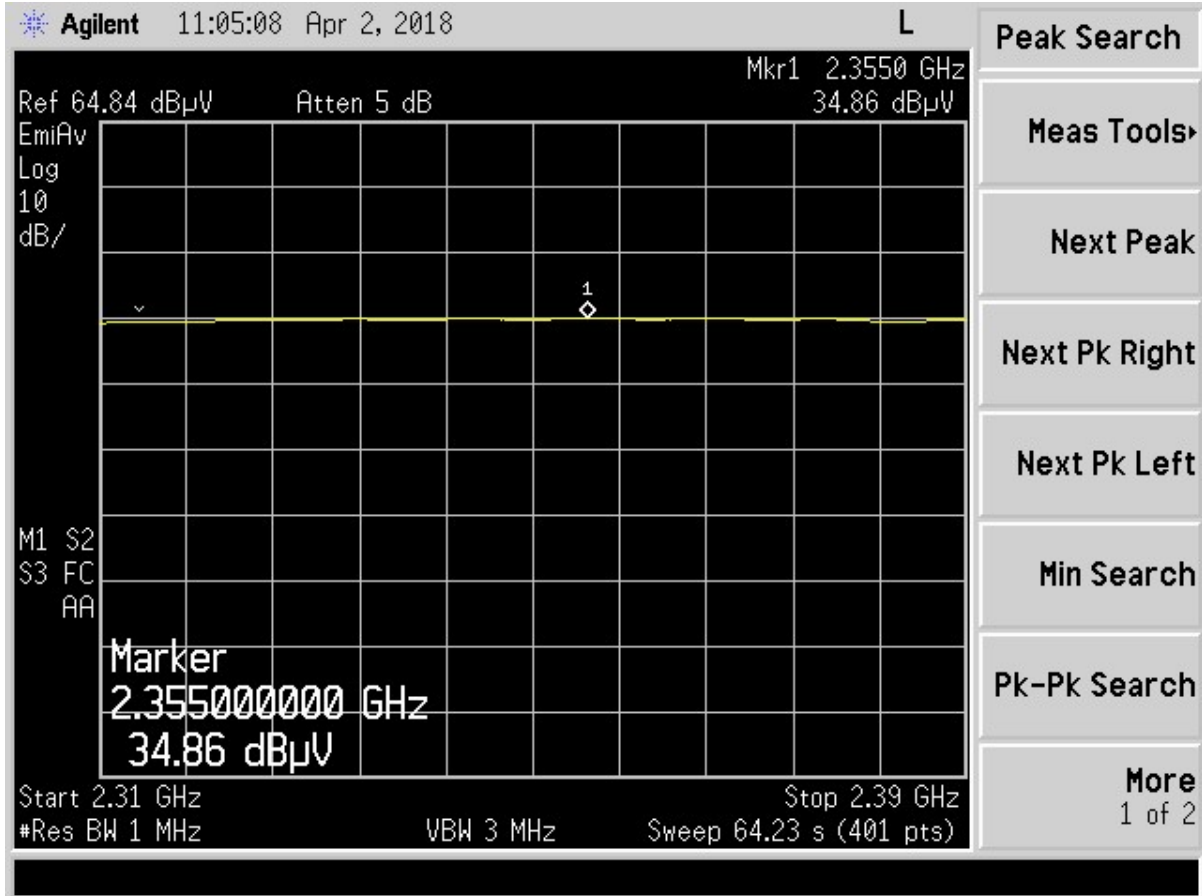 Agilent 11:05:08 Apr 2, 2018 L
Peak Search
Mkr1 2.3550 GHz
Ref 64.84 dBµV Atten 5 dB 34.86 dBµV
EmiAv
Log
10
dB/
1
M1 S2
S3 FC
AA
Marker
2.355000000 GHz
34.86 dBµV
Start 2.31 GHz Stop 2.39 GHz
#Res BW 1 MHz VBW 3 MHz Sweep 64.23 s (401 pts)
Meas Tools
Next Peak
Next Pk Right
Next Pk Left
Min Search
Pk-Pk Search
More
1 of 2